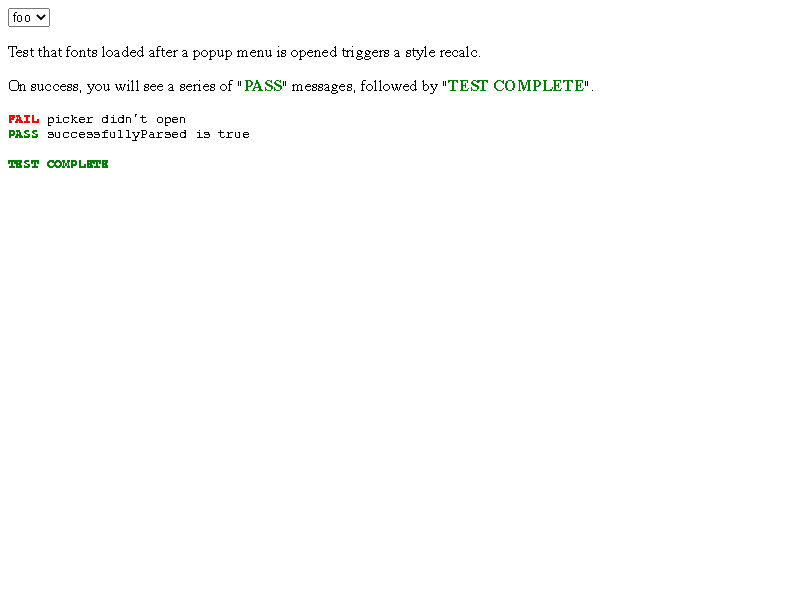 foo
Test that fonts loaded after a popup menu is opened triggers a style recalc.
On success, you will see a series of "PASS" messages, followed by "TEST COMPLETE".
FAIL picker didn't open
PASS successfullyParsed is true
TEST COMPLETE